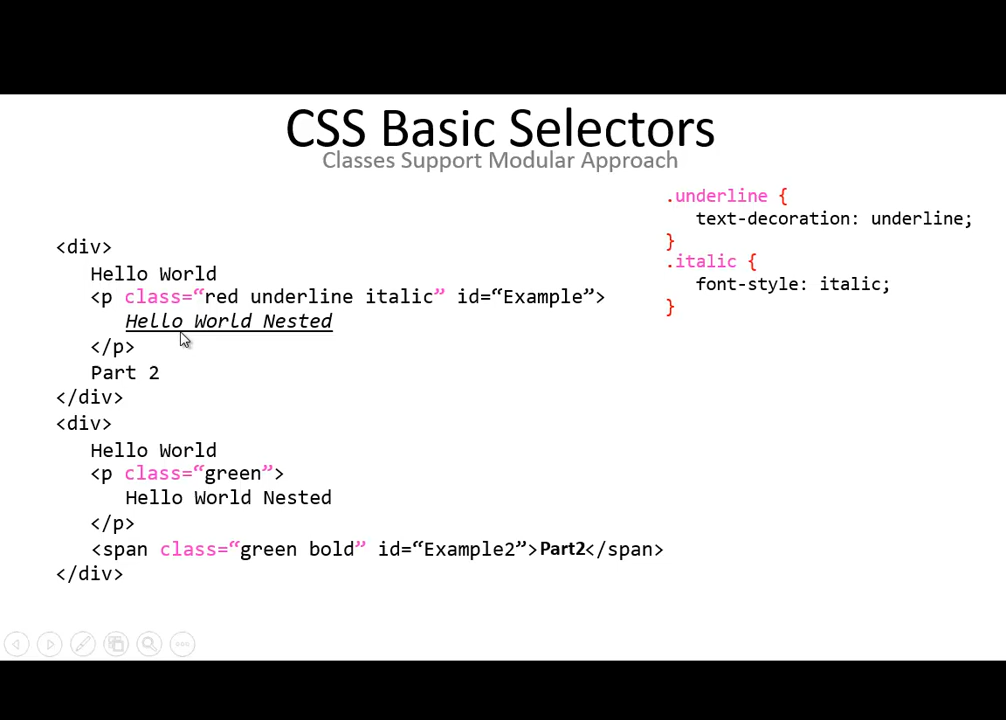 CSS Basic Selectors
Classes Support Modular Approach
<div>
Hello World
<p class=“red underline italic” id=“Example”>
Hello World Nested
</p>
Part 2
</div>
<div>
Hello World
<p class=“green”>
Hello World Nested
</p>
<span class=“green bold” id=“Example2”>Part2</span>
</div>
.underline {
text-decoration: underline;
}
.italic {
font-style: italic;
}